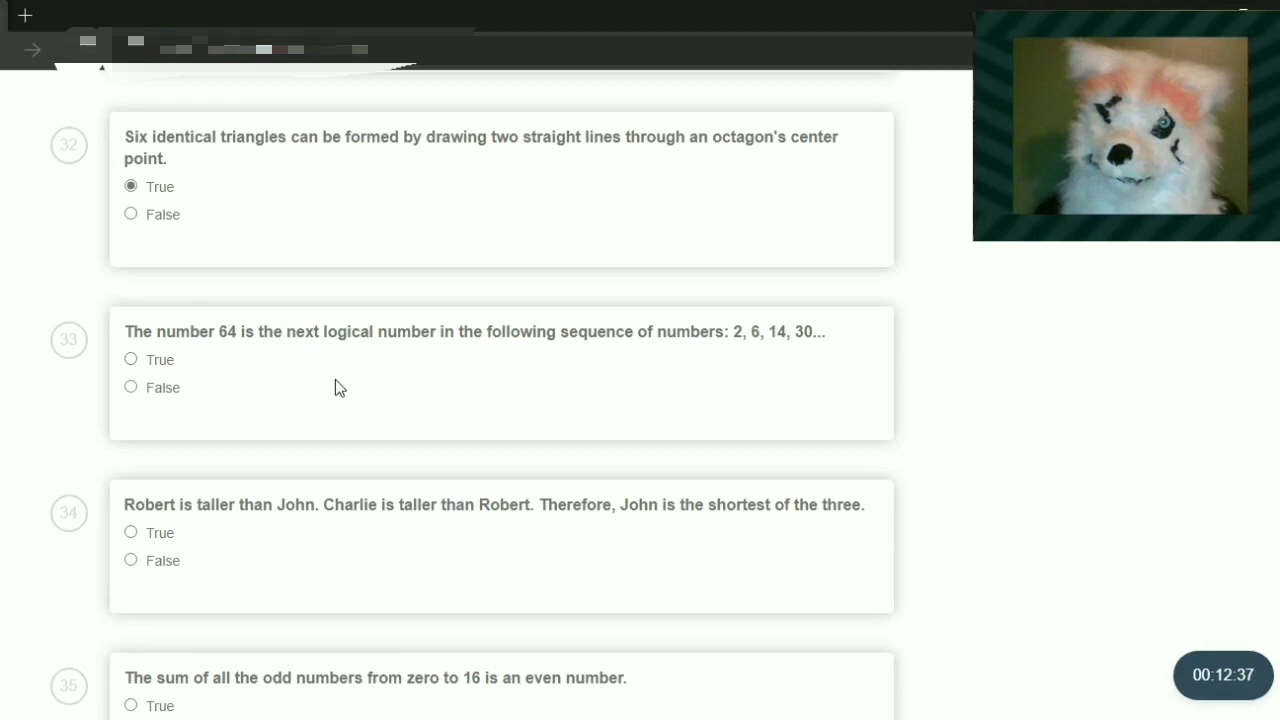 32
Six identical triangles can be formed by drawing two straight lines through an octagon's center
point.
True
False
33
The number 64 is the next logical number in the following sequence of numbers: 2, 6, 14, 30...
True
False
34
Robert is taller than John. Charlie is taller than Robert. Therefore, John is the shortest of the three.
True
False
35
The sum of all the odd numbers from zero to 16 is an even number.
True
00:12:37